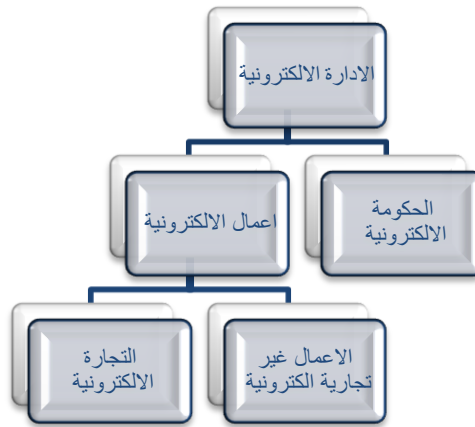 الادارة الالكترونية
الحكومة
الالكترونية
اعمال الالكترونية
الاعمال غير
تجارية الكترونية
التجارة
الالكترونية